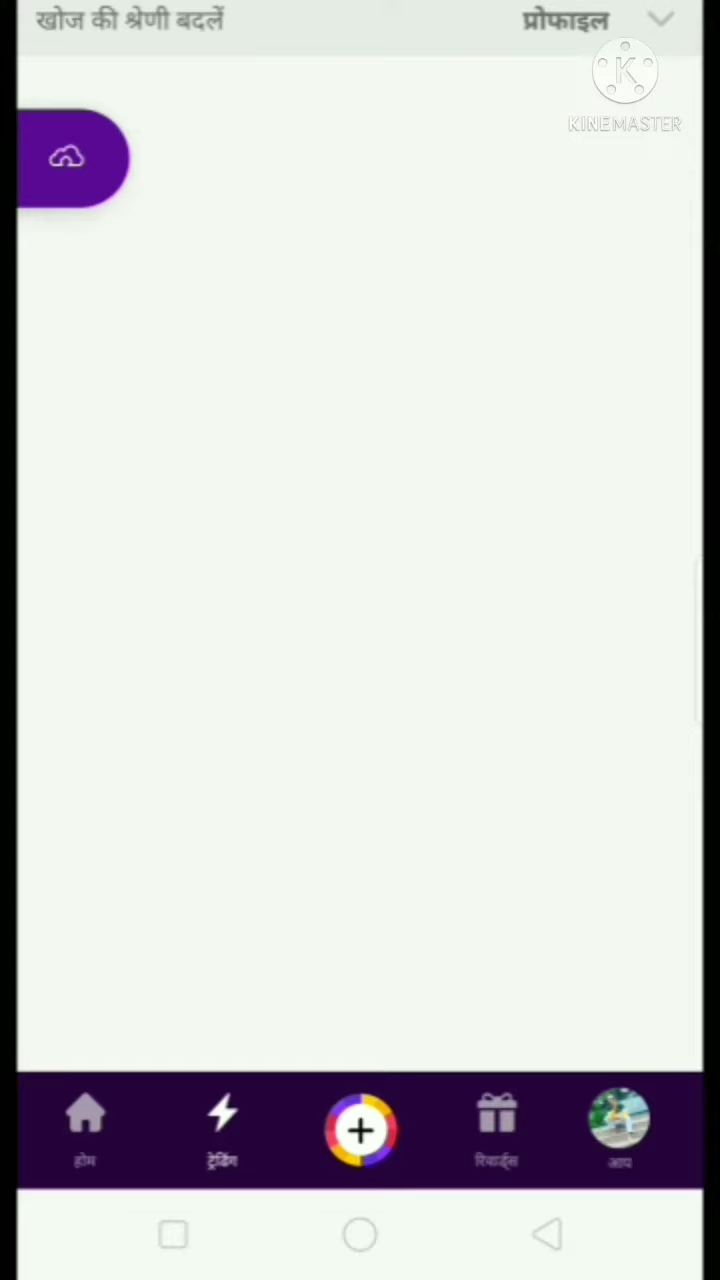 खोज की श्रेणी बदलें
प्रोफाइल
K
KINEMASTER
होम
ट्रेंडिंग
रिवार्ड्स
आप